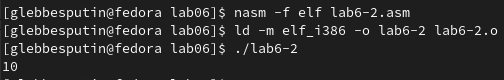 [glebbesputin@fedora lab06]$ nasm -f elf lab6-2.asm
[glebbesputin@fedora lab06]$ ld -m elf_i386 -o lab6-2 lab6-2.o
[glebbesputin@fedora lab06]$ ./lab6-2
10